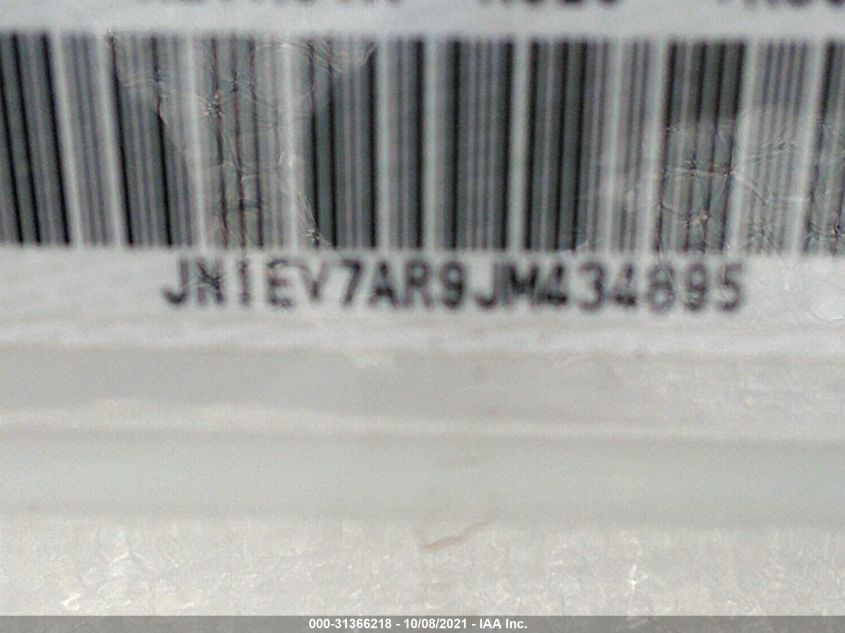 JN1EV7AR9JM434895
000-31366218 - 10/08/2021 - IAA Inc.